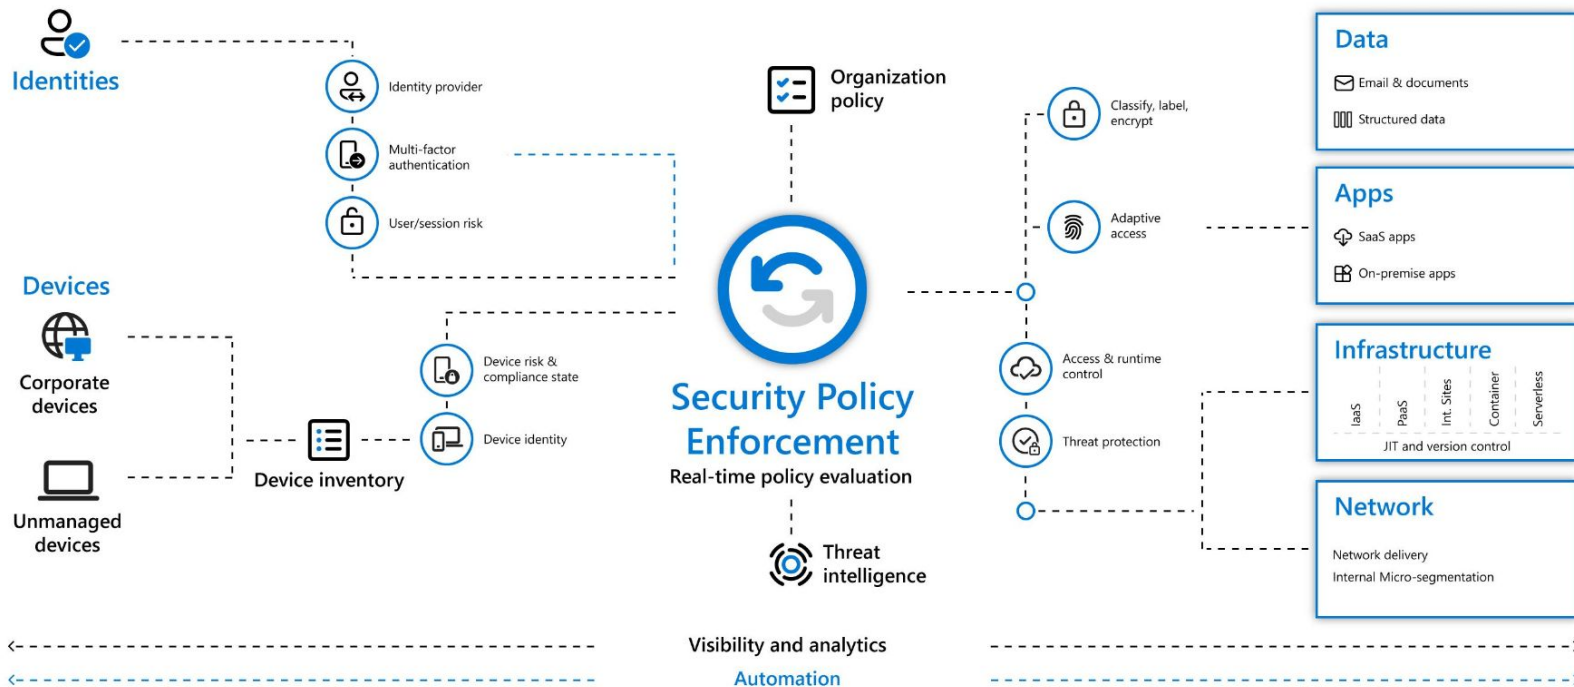 Identities
Identity provider
Multi-factor
authentication
User/session risk
Devices
Corporate
devices
Unmanaged
devices
Device inventory
Device risk &
compliance state
Device identity
Organization
policy
Security Policy
Enforcement
Real-time policy evaluation
Threat
intelligence
Classify, label,
encrypt
Adaptive
access
Access & runtime
control
Threat protection
Data
Email & documents
Structured data
Apps
SaaS apps
On-premise apps
Infrastructure
IaaS
PaaS
Int. Sites
Container
Serverless
JIT and version control
Network
Network delivery
Internal Micro-segmentation
Visibility and analytics
Automation